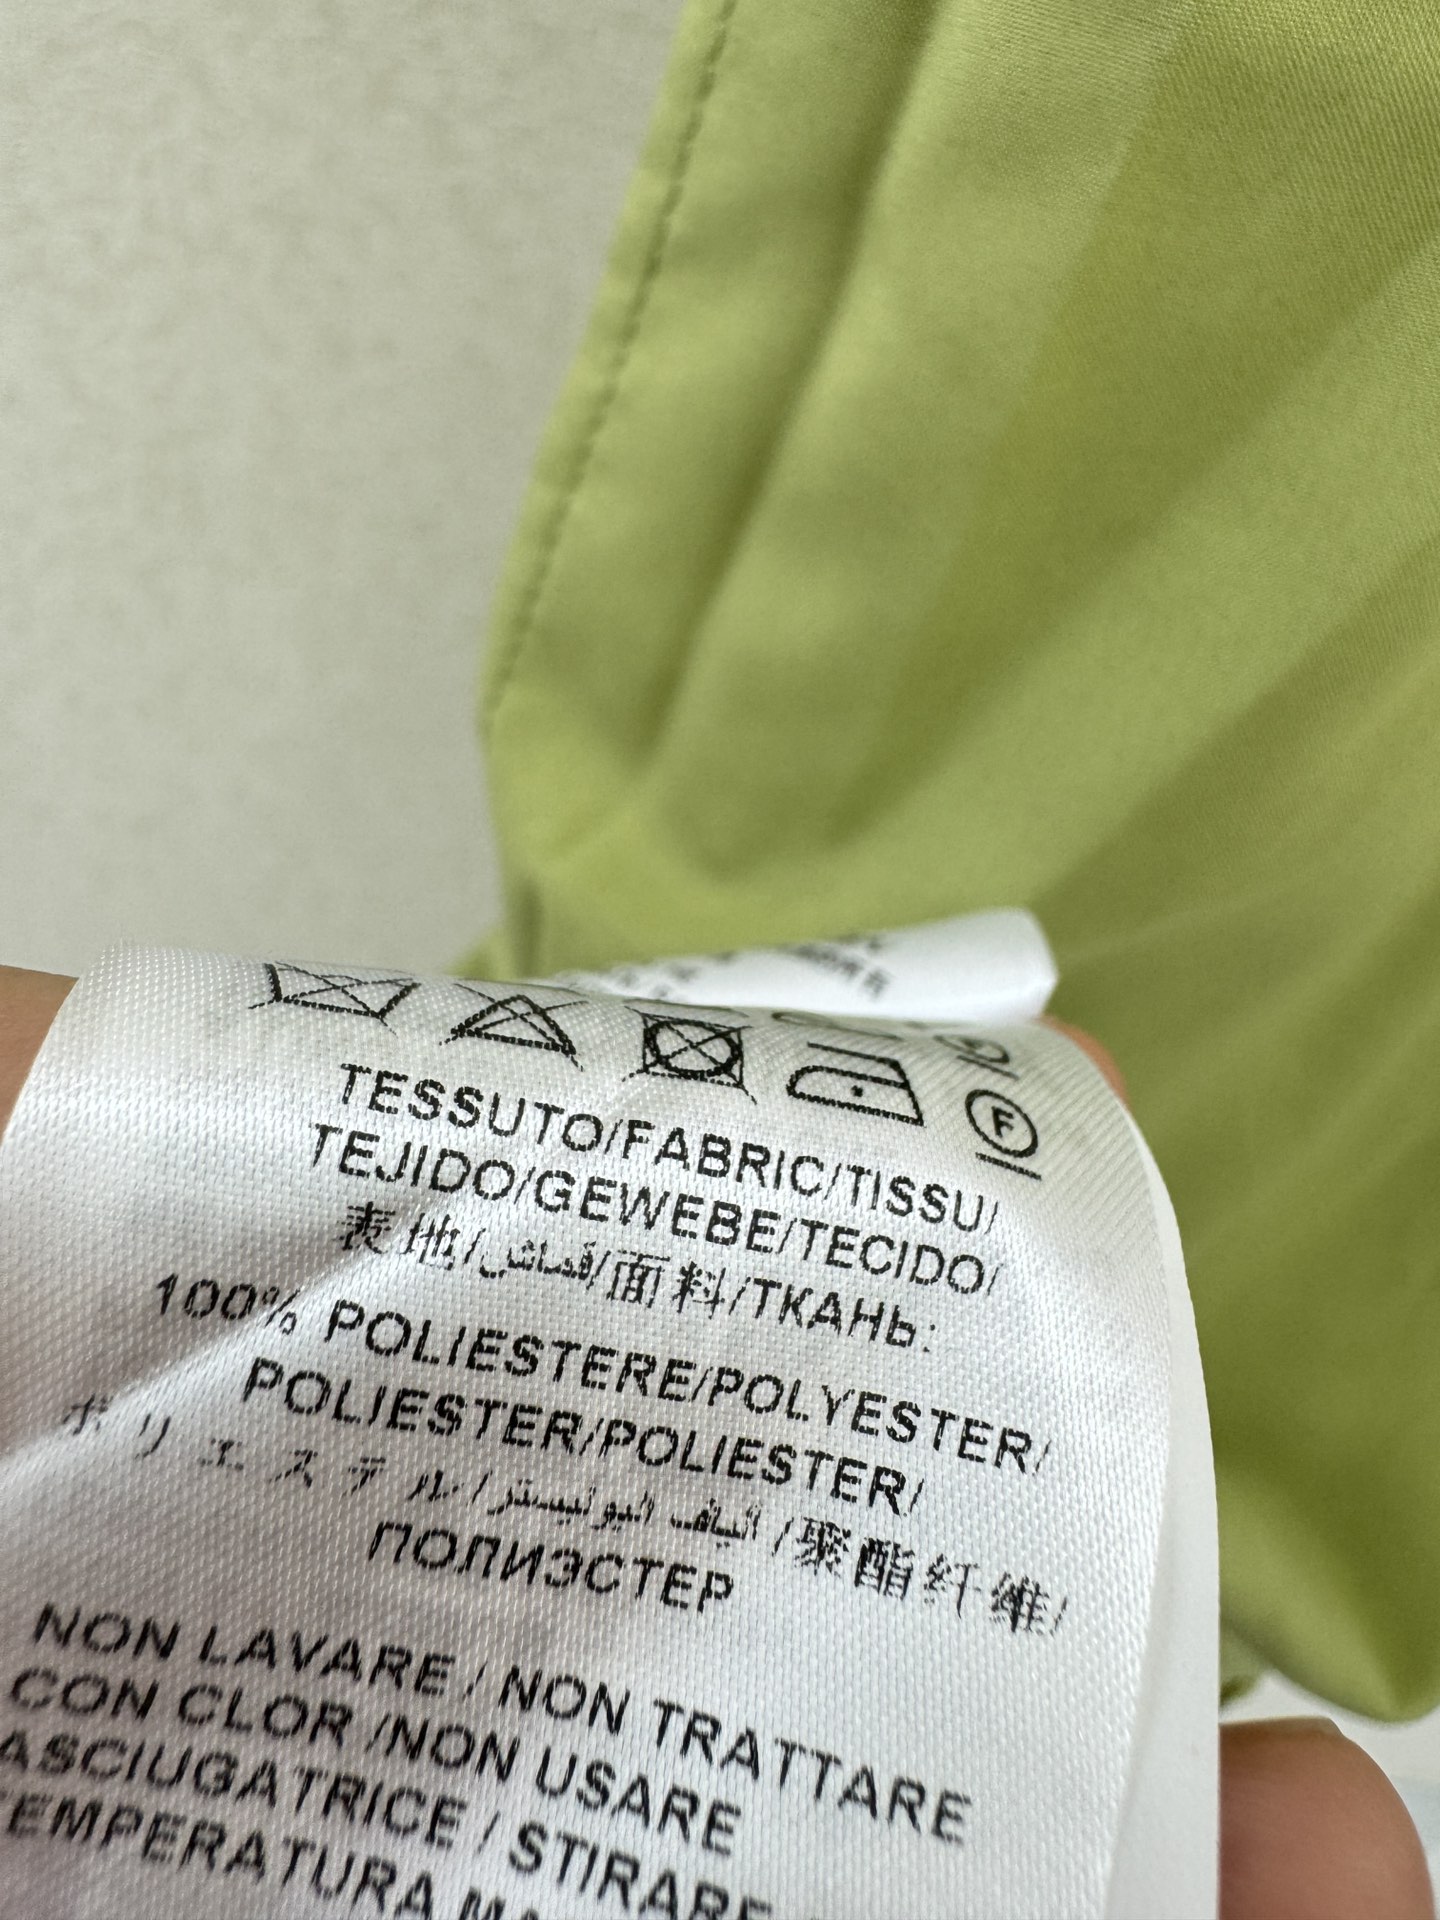 F
TESSUTO/FABRIC/TISSU/
TEJIDO/GEWEBE/TECIDO/
表地/قماش/面料/ТКАНЬ:
100% POLIESTERE/POLYESTER/
POLIESTER/POLIESTER/
ポリエステル/الياف البوليستر/聚酯纤维/
ПОЛИЭСТЕР
NON LAVARE / NON TRATTARE
CON CLOR /NON USARE
ASCIUGATRICE / STIRARE
TEMPERATURA